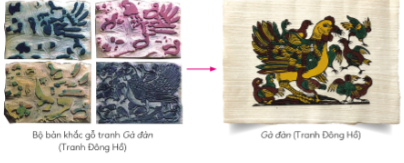 Bộ bản khắc gỗ tranh Gà đàn
(Tranh Đông Hồ)
Gà đàn (Tranh Đông Hồ)